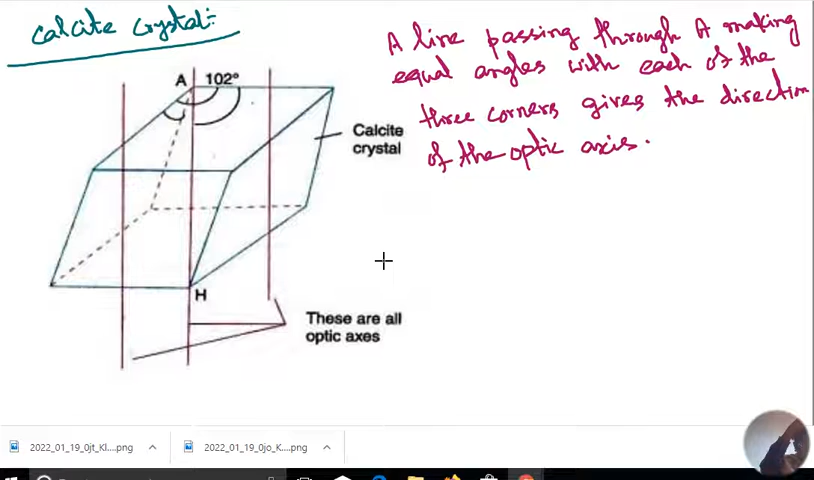 Calcite Crystal:-
A line passing through A making
equal angles with each of the
three corners gives the direction
of the optic axis.
A 102°
Calcite
crystal
H
These are all
optic axes
2022_01_19_0jt_Kl....png
2022_01_19_0jo_K....png